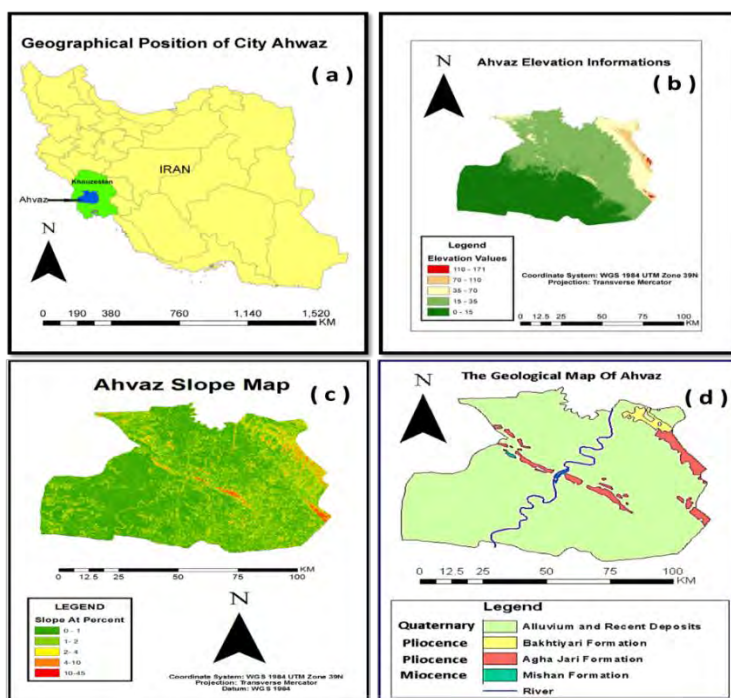 Geographical Position of City Ahwaz
( a )
Khouzestan
IRAN
Ahvaz
N
0 190 380 760 1,140 1,520
KM
( b )
N
Ahvaz Elevation Informations
Legend
Elevation Values
110 - 171
70 - 110
35 - 70
15 - 35
0 - 15
Coordinate System: WGS 1984 UTM Zone 39N
Projection: Transverse Mercator
0 12.5 25 50 75 100
KM
Ahvaz Slope Map
( c )
0 12.5 25 50 75 100
KM
LEGEND
Slope At Percent
0 - 1
1 - 2
2 - 4
4 - 10
10 - 45
N
Coordinate System: WGS 1984 UTM Zone 39N
Projection: Transverse Mercator
Datum: WGS 1984
The Geological Map Of Ahvaz
( d )
N
0 12.5 25 50 75 100
KM
Legend
Quaternary Alluvium and Recent Deposits
Pliocence Bakhtiyari Formation
Pliocence Agha Jari Formation
Miocence Mishan Formation
River